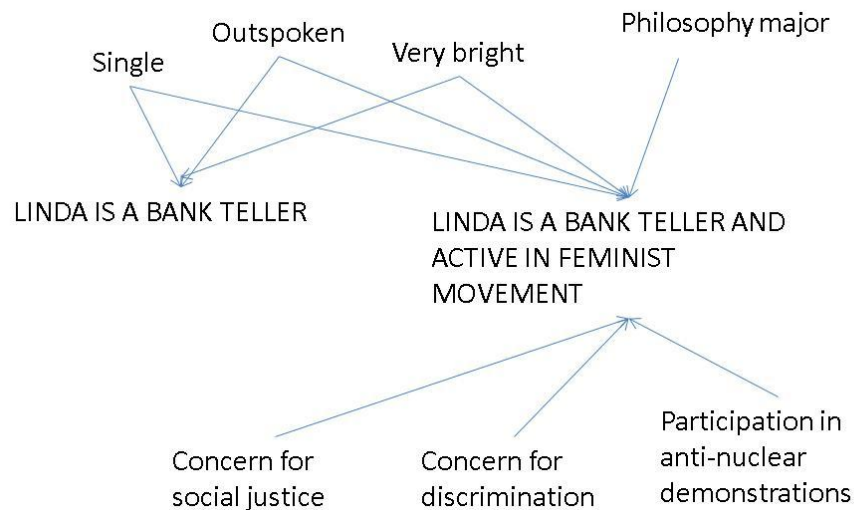 Single
Outspoken
Very bright
Philosophy major
LINDA IS A BANK TELLER
LINDA IS A BANK TELLER AND
ACTIVE IN FEMINIST
MOVEMENT
Concern for
social justice
Concern for
discrimination
Participation in
anti-nuclear
demonstrations